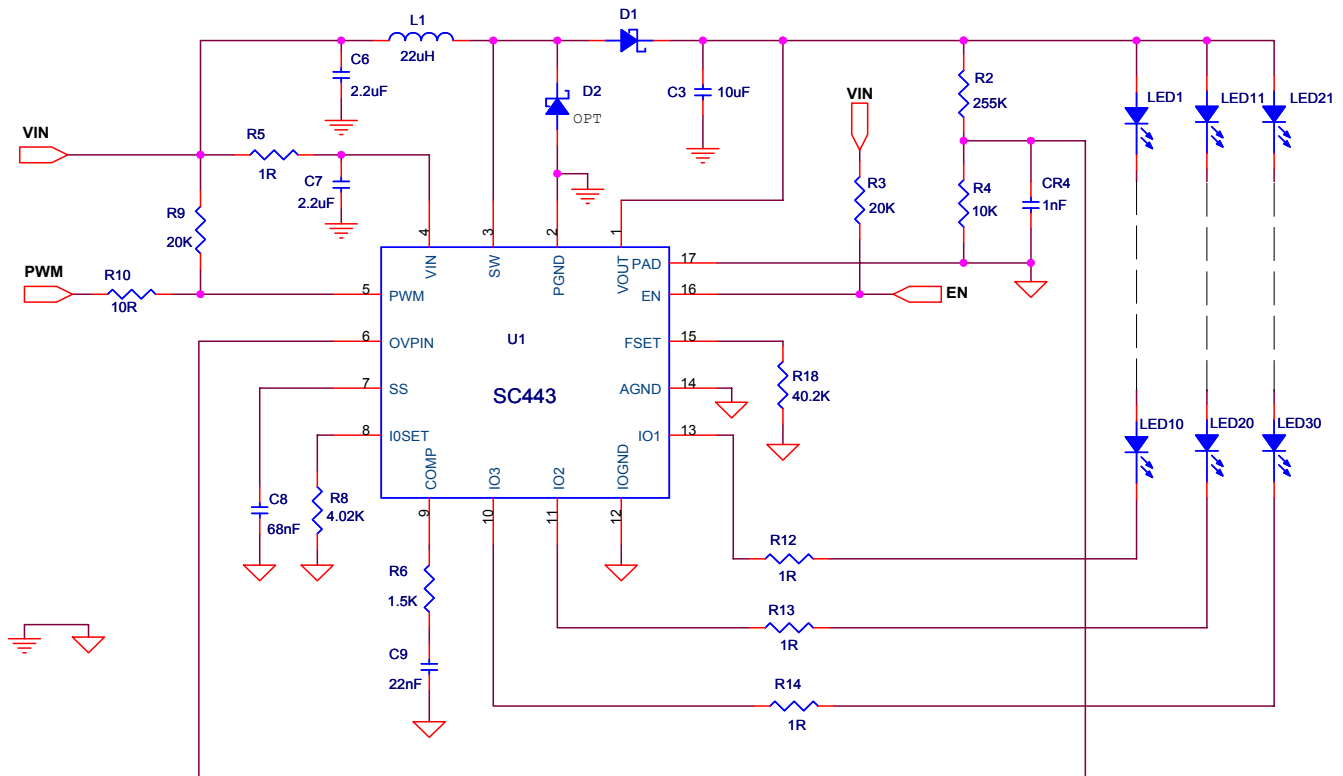 L1
22uH
D1
C6
2.2uF
D2
OPT
C3
10uF
VIN
R2
255K
LED1
LED11
LED21
VIN
R5
1R
C7
2.2uF
R3
20K
R4
10K
CR4
1nF
R9
20K
4
3
2
1
VIN
SW
PGND
VOUT
PAD
17
PWM
R10
10R
5
PWM
EN
16
EN
6
OVPIN
U1
FSET
15
7
SS
SC443
AGND
14
R18
40.2K
8
I0SET
IO1
13
COMP
IO3
IO2
IOGND
9
10
11
12
LED10
LED20
LED30
C8
68nF
R8
4.02K
R12
1R
R6
1.5K
R13
1R
C9
22nF
R14
1R